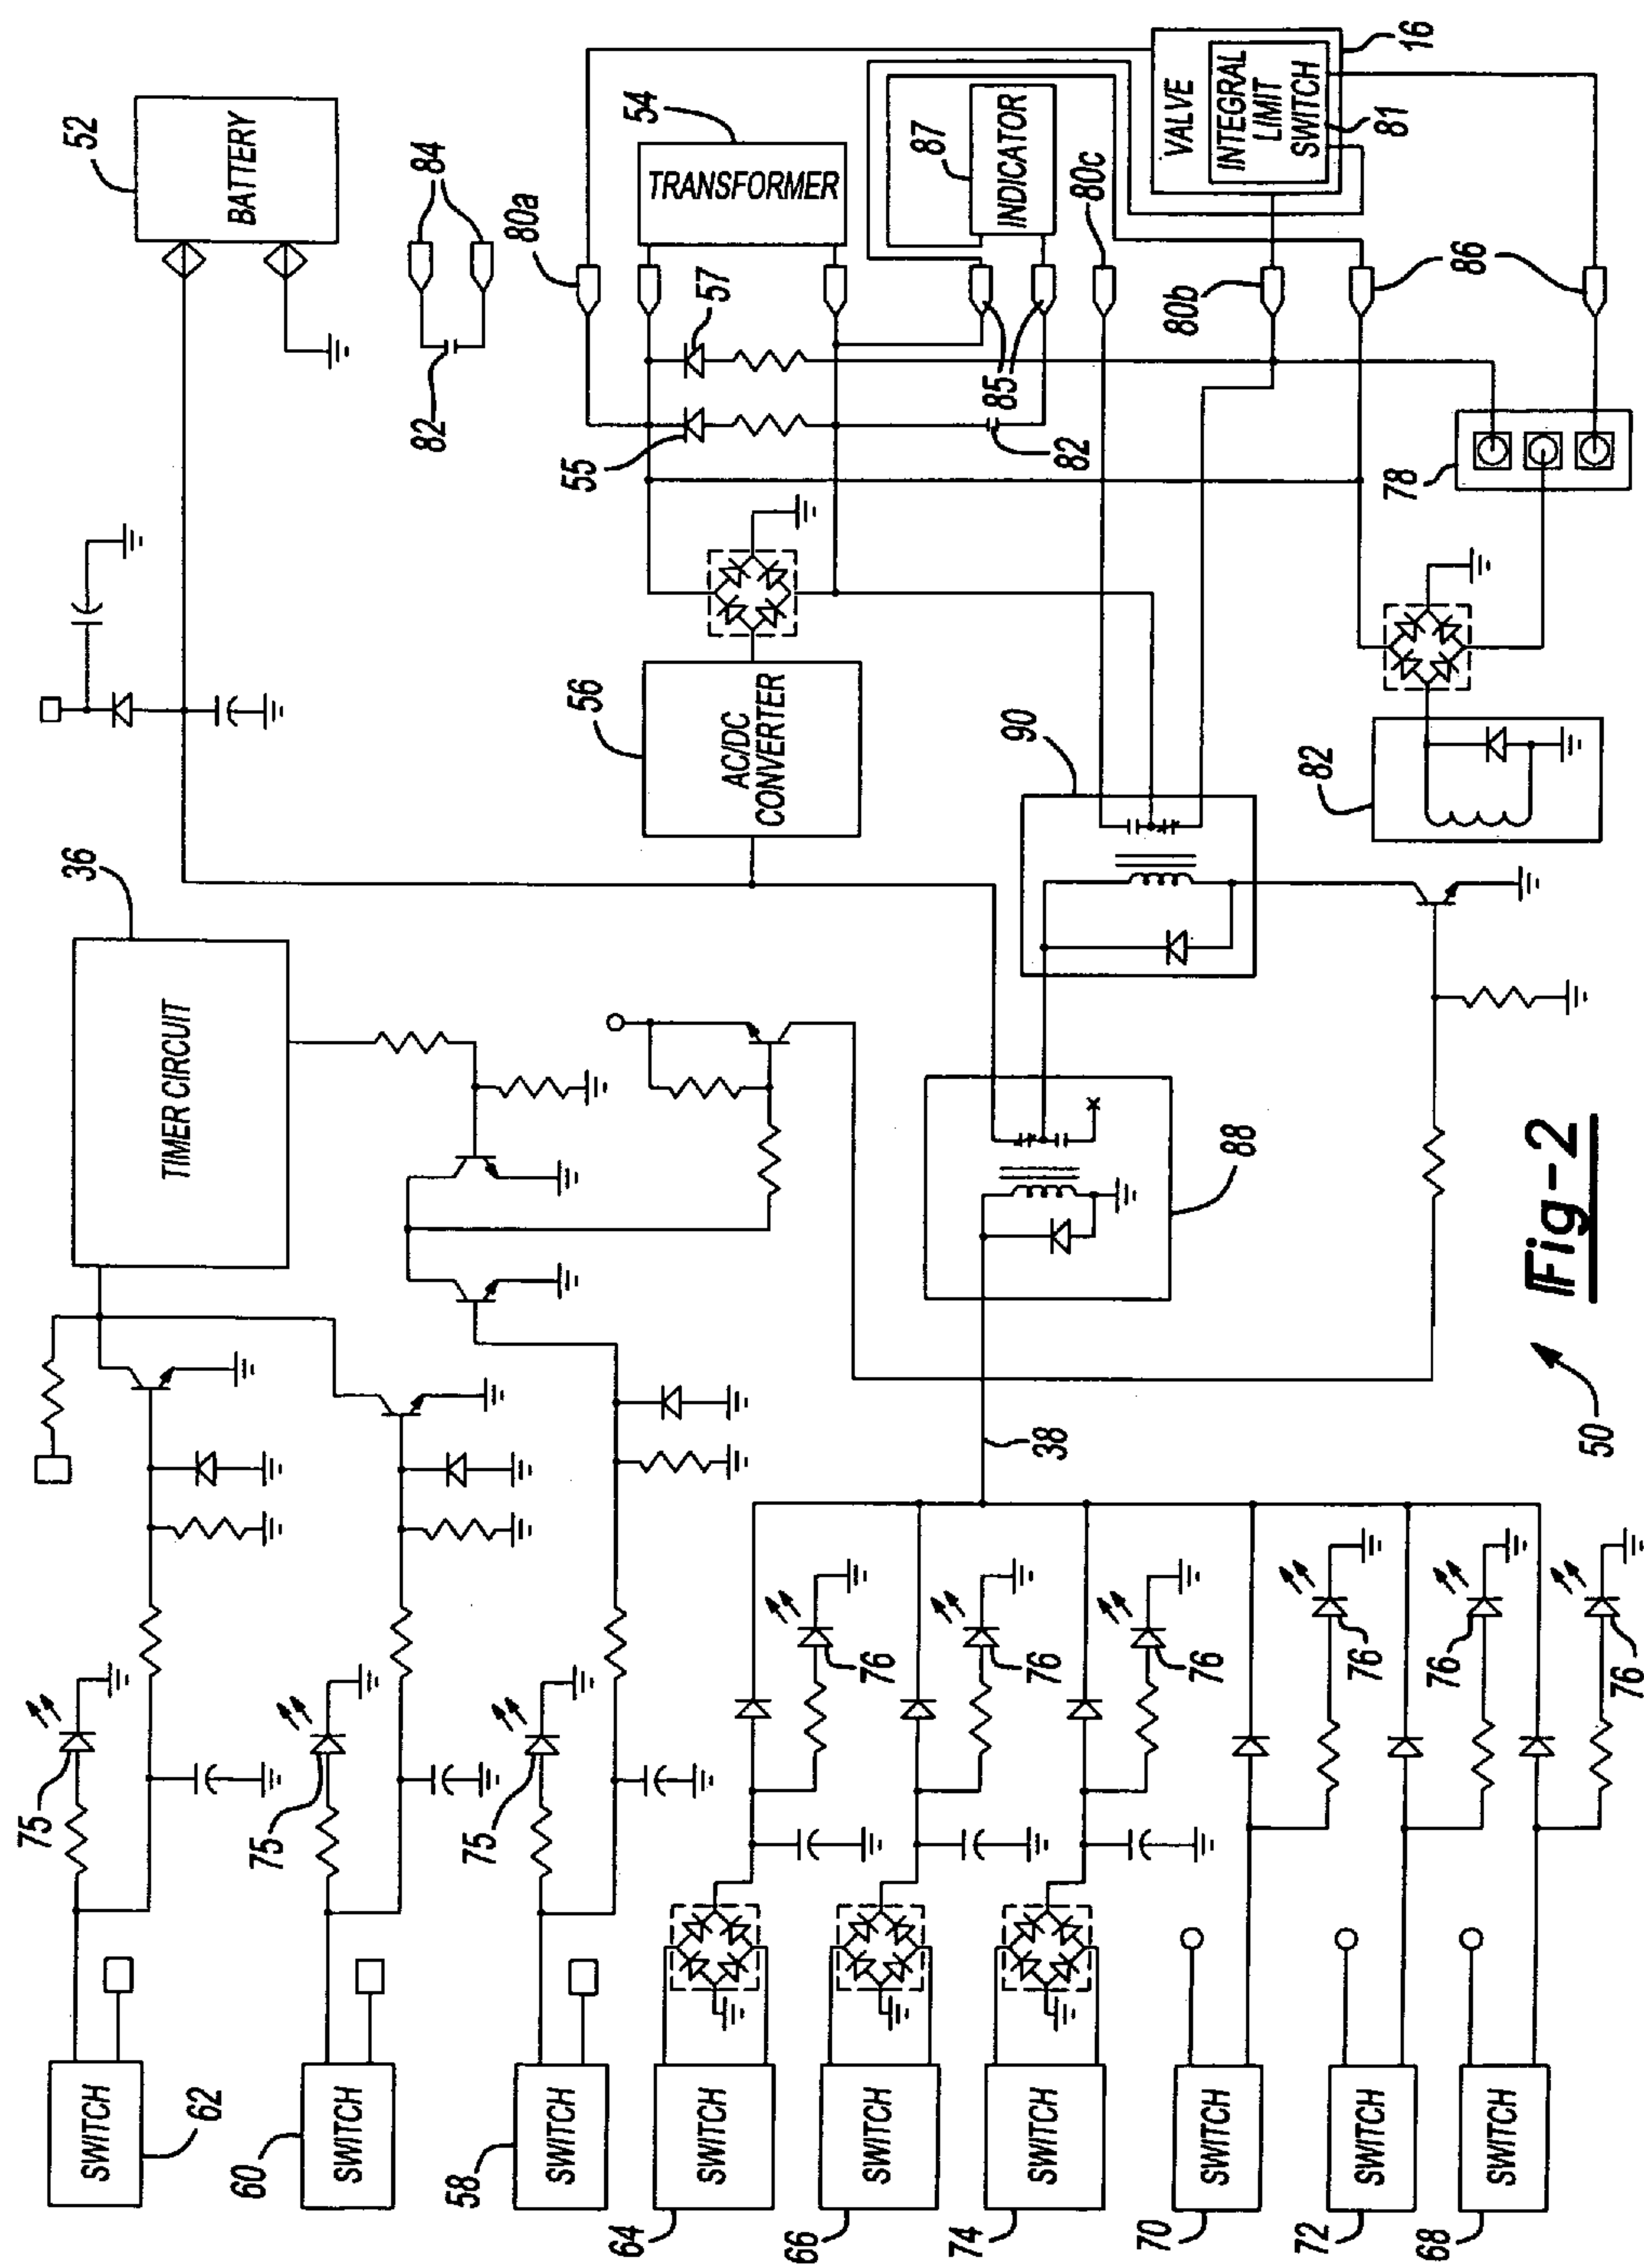 52
BATTERY
84
82
80a
54
TRANSFORMER
57
55
87
INDICATOR
85
82
80c
80b
VALVE
INTEGRAL
LIMIT
SWITCH
81
16
86
78
36
TIMER CIRCUIT
56
AC/DC
CONVERTER
90
82
88
38
50
Fig-2
75
75
75
76
76
76
76
76
76
SWITCH
62
SWITCH
60
SWITCH
58
SWITCH
64
SWITCH
66
SWITCH
74
SWITCH
70
SWITCH
72
SWITCH
68